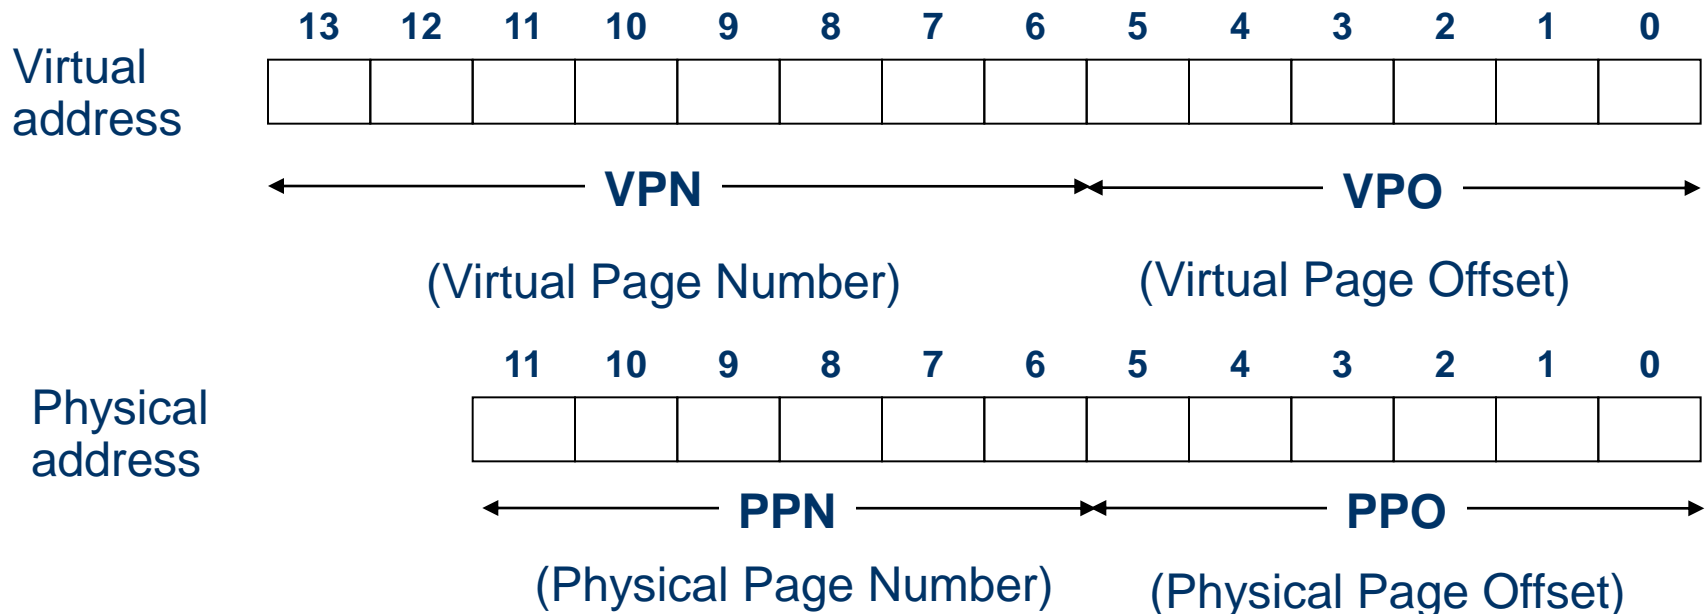 13 12 11 10 9 8 7 6 5 4 3 2 1 0
Virtual
address
VPN VPO
(Virtual Page Number) (Virtual Page Offset)
11 10 9 8 7 6 5 4 3 2 1 0
Physical
address
PPN PPO
(Physical Page Number) (Physical Page Offset)